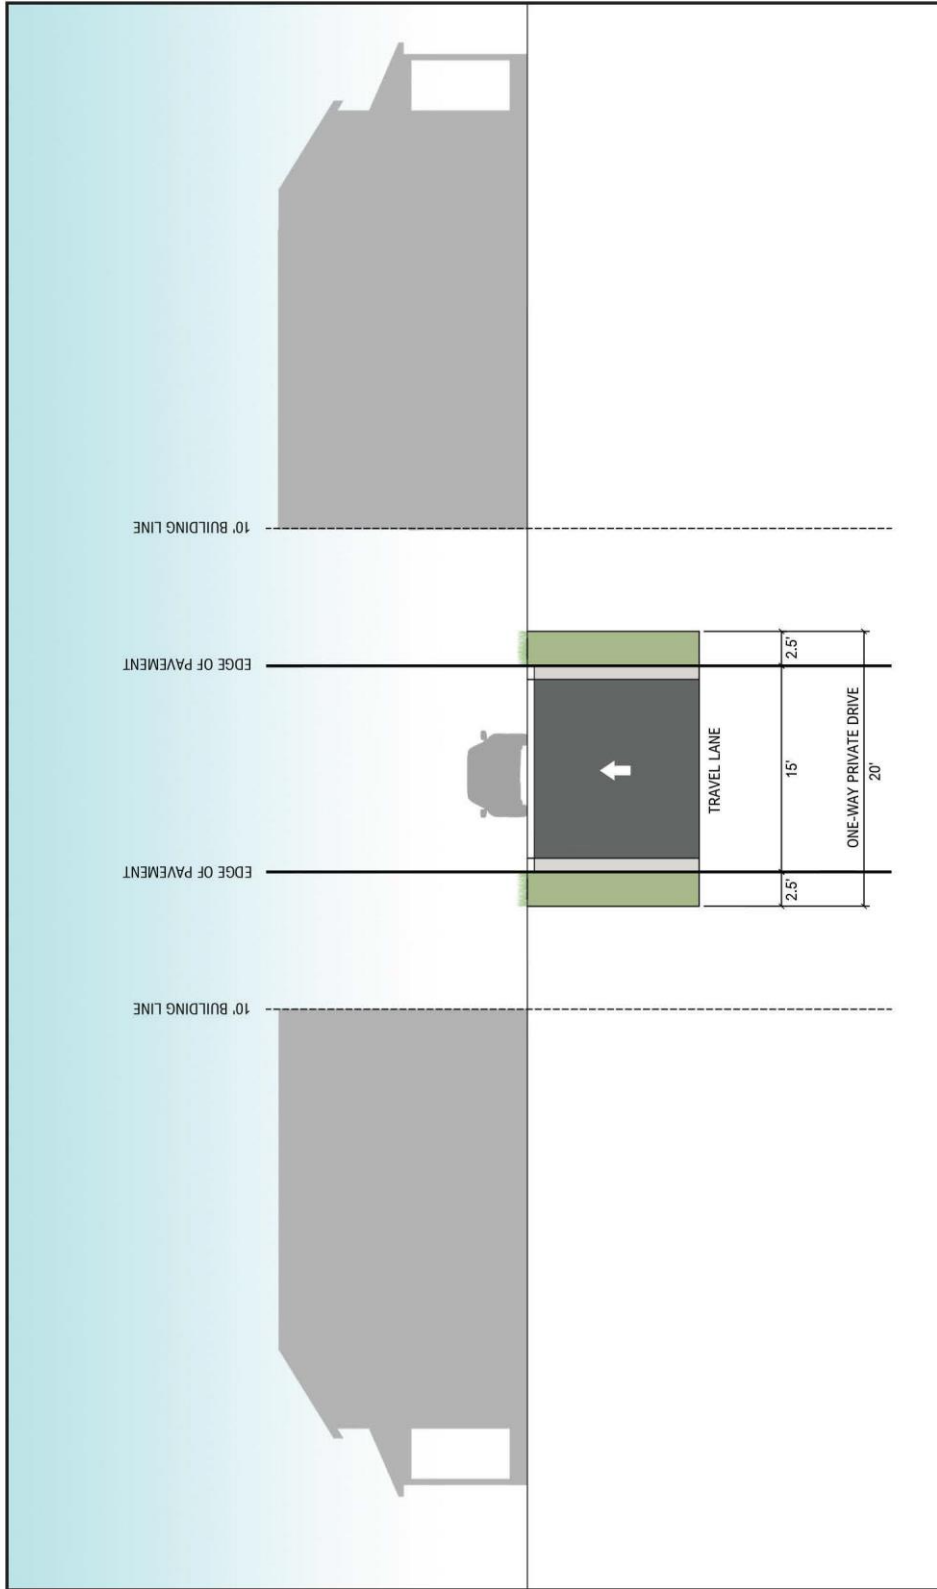 10' BUILDING LINE
EDGE OF PAVEMENT
EDGE OF PAVEMENT
10' BUILDING LINE
TRAVEL LANE
2.5'
15'
2.5'
ONE-WAY PRIVATE DRIVE
20'